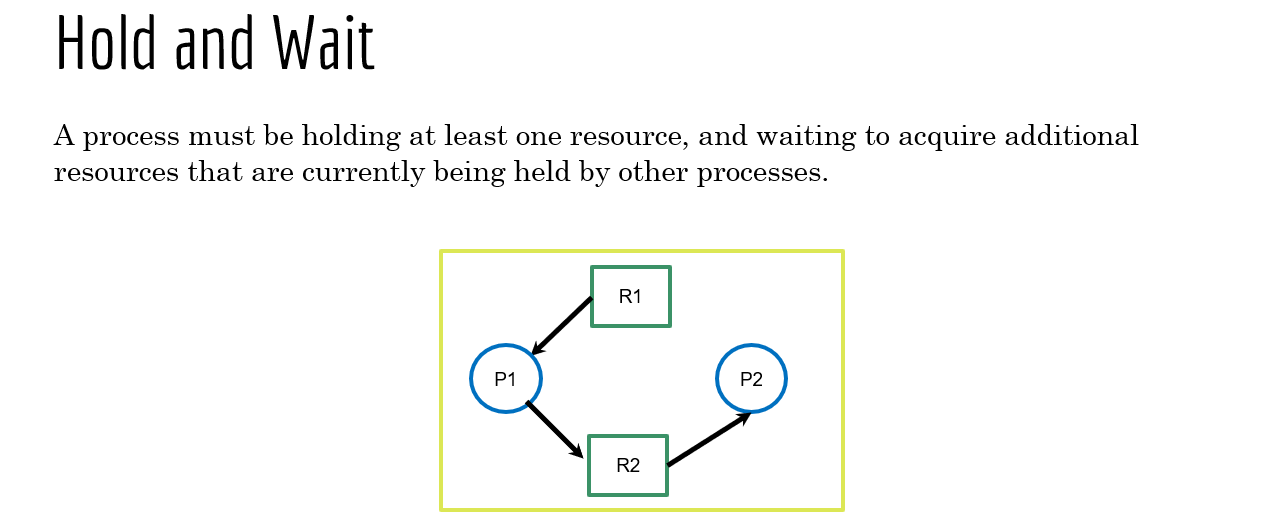 Hold and Wait
A process must be holding at least one resource, and waiting to acquire additional
resources that are currently being held by other processes.
R1
P1
P2
R2